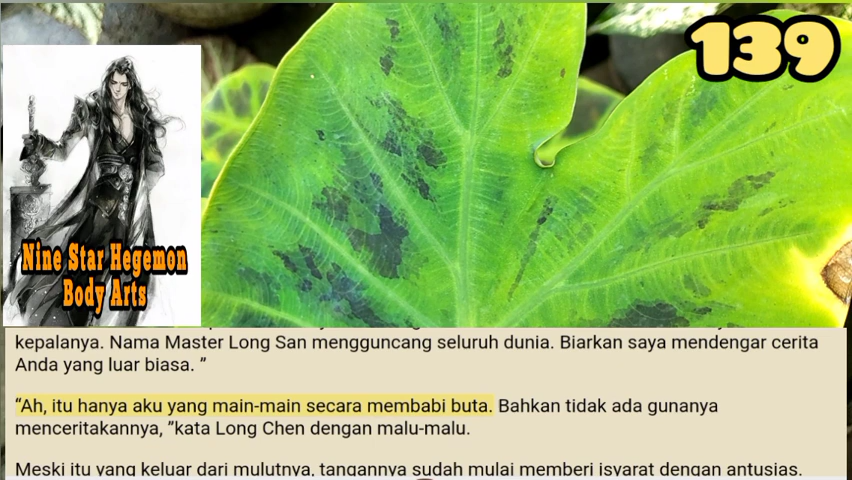 139
Nine Star Hegemon
Body Arts
kepalanya. Nama Master Long San mengguncang seluruh dunia. Biarkan saya mendengar cerita
Anda yang luar biasa. ”
“Ah, itu hanya aku yang main-main secara membabi buta. Bahkan tidak ada gunanya
menceritakannya, ”kata Long Chen dengan malu-malu.
Meski itu yang keluar dari mulutnya, tangannya sudah mulai memberi isyarat dengan antusias.